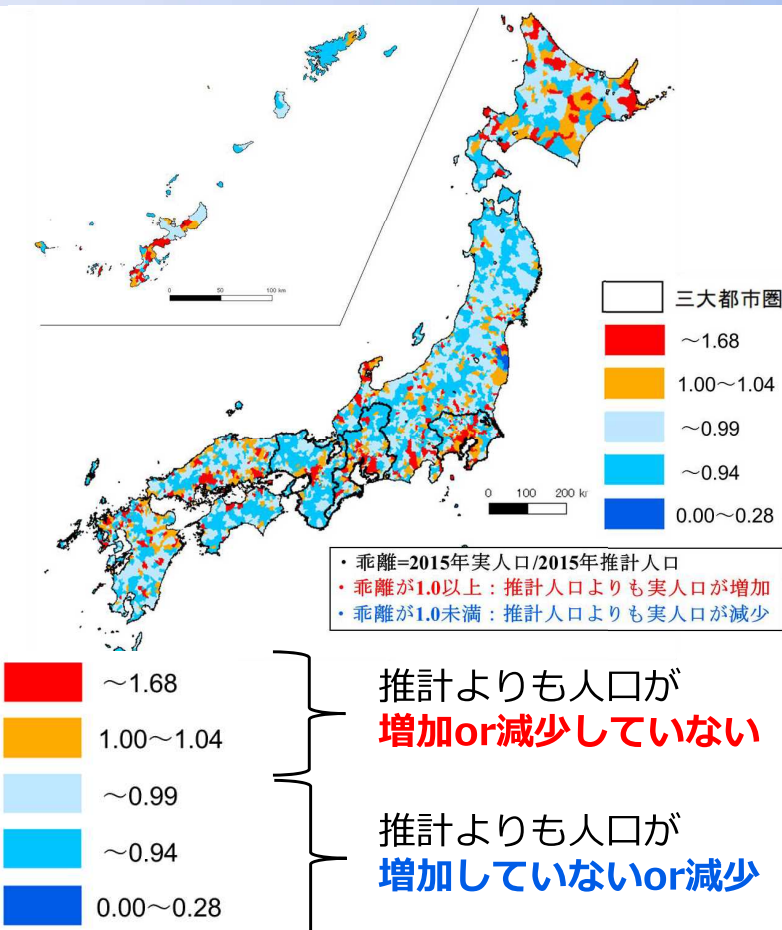 0 50 100 km
三大都市圏
～1.68
1.00～1.04
～0.99
～0.94
0.00～0.28
0 100 200 kr
・乖離=2015年実人口/2015年推計人口
・乖離が1.0以上：推計人口よりも実人口が増加
・乖離が1.0未満：推計人口よりも実人口が減少
～1.68
1.00～1.04
～0.99
～0.94
0.00～0.28
推計よりも人口が
増加or減少していない
推計よりも人口が
増加していないor減少